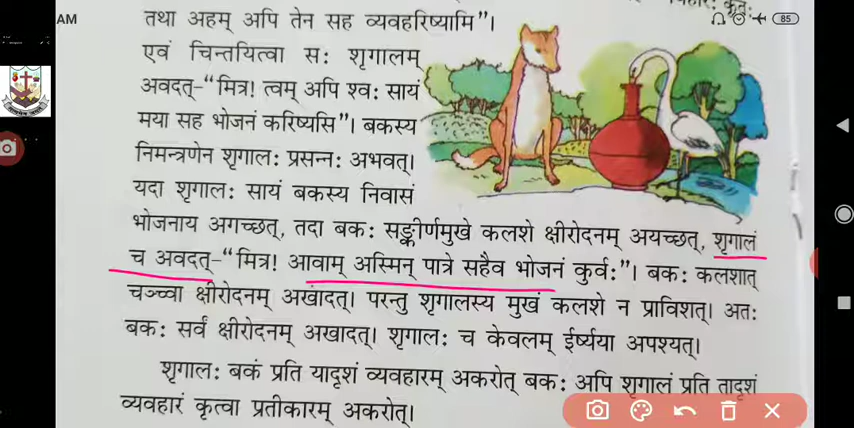 AM
85
तथा अहम् अपि तेन सह व्यवहरिष्यामि”।
एवं चिन्तयित्वा सः शृगालम्
अवदत्-“मित्र! त्वम् अपि श्वः सायं
मया सह भोजनं करिष्यसि”। बकस्य
निमन्त्रणेन शृगालः प्रसन्नः अभवत्।
यदा शृगालः सायं बकस्य निवासं
भोजनाय अगच्छत्, तदा बकः सङ्कीर्णमुखे कलशे क्षीरोदनम् अयच्छत्, शृगालं
च अवदत्-“मित्र! आवाम् अस्मिन् पात्रे सहैव भोजनं कुर्वः”। बकः कलशात्
चञ्च्वा क्षीरोदनम् अखादत्। परन्तु शृगालस्य मुखं कलशे न प्राविशत्। अतः
बकः सर्वं क्षीरोदनम् अखादत्। शृगालः च केवलम् ईर्ष्यया अपश्यत्।
शृगालः बकं प्रति यादृशं व्यवहारम् अकरोत् बकः अपि शृगालं प्रति तादृशं
व्यवहारं कृत्वा प्रतीकारम् अकरोत्।